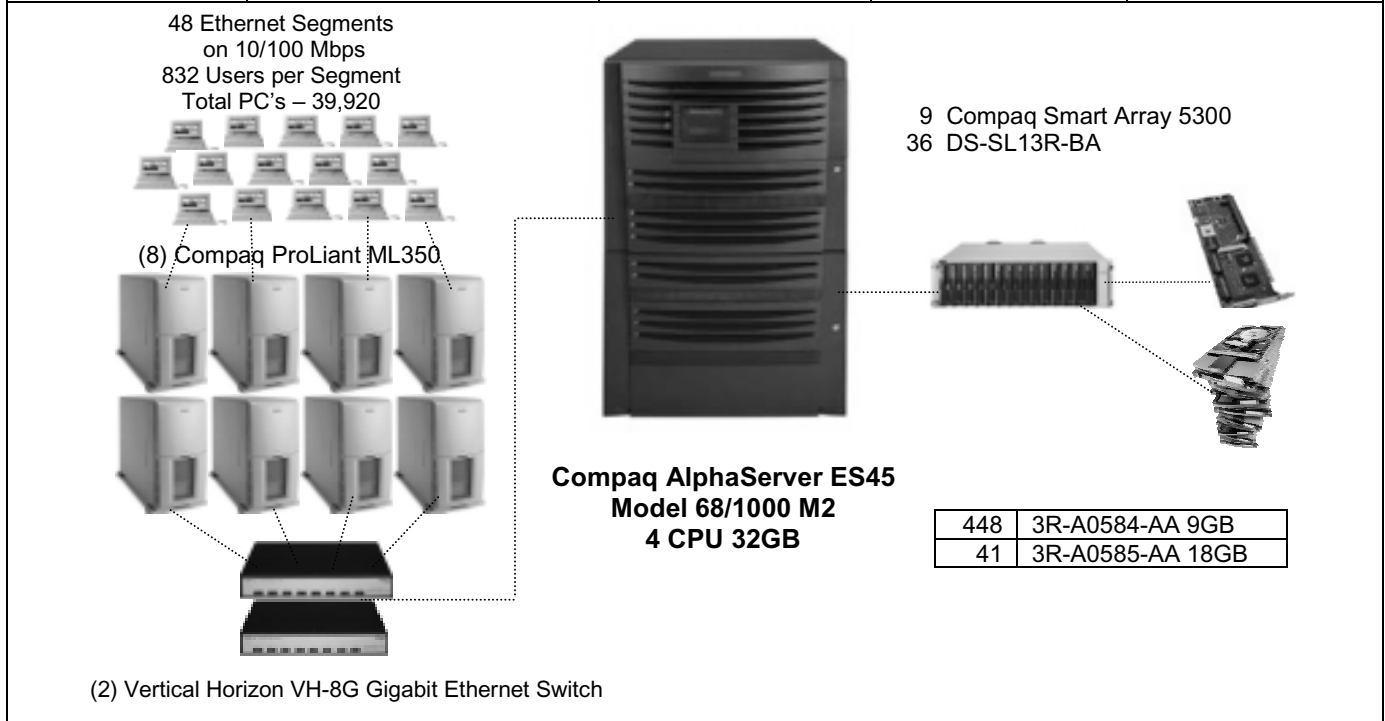 48 Ethernet Segments
on 10/100 Mbps
832 Users per Segment
Total PC's – 39,920
(8) Compaq ProLiant ML350
9 Compaq Smart Array 5300
36 DS-SL13R-BA
Compaq AlphaServer ES45
Model 68/1000 M2
4 CPU 32GB
448 3R-A0584-AA 9GB
41 3R-A0585-AA 18GB
(2) Vertical Horizon VH-8G Gigabit Ethernet Switch